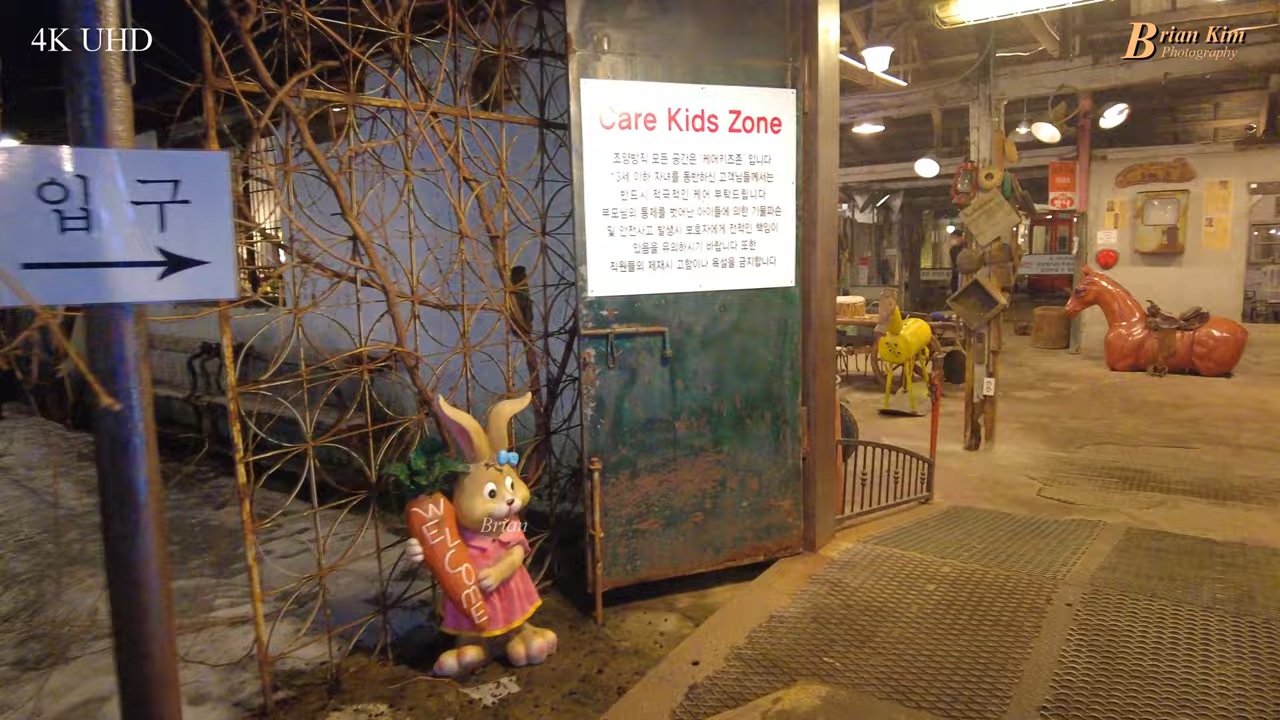 4K UHD
Brian Kim
Photography
입구
Care Kids Zone
조양방직 모든 공간은 '케어키즈존' 입니다
13세 이하 자녀를 동반하신 고객님들께서는
반드시 적극적인 케어 부탁드립니다
부모님의 통제를 벗어난 아이들에 의한 기물파손
및 안전사고 발생시 보호자에게 전적인 책임이
있음을 유의하시기 바랍니다 또한
직원들의 제재시 고함이나 욕설을 금지합니다
WELCOME
Brian